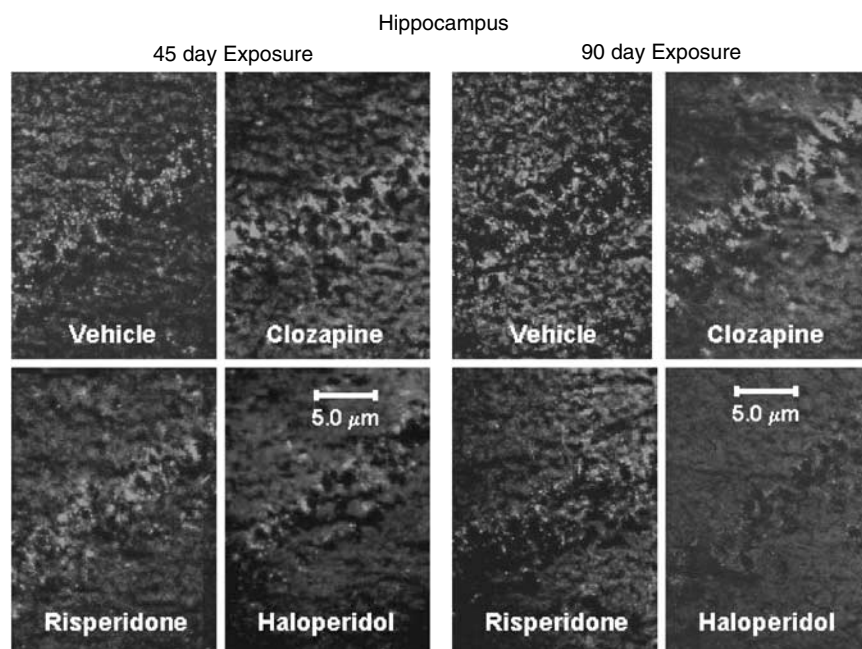 Hippocampus
45 day Exposure
90 day Exposure
Vehicle
Clozapine
Vehicle
Clozapine
5.0 μm
5.0 μm
Risperidone
Haloperidol
Risperidone
Haloperidol